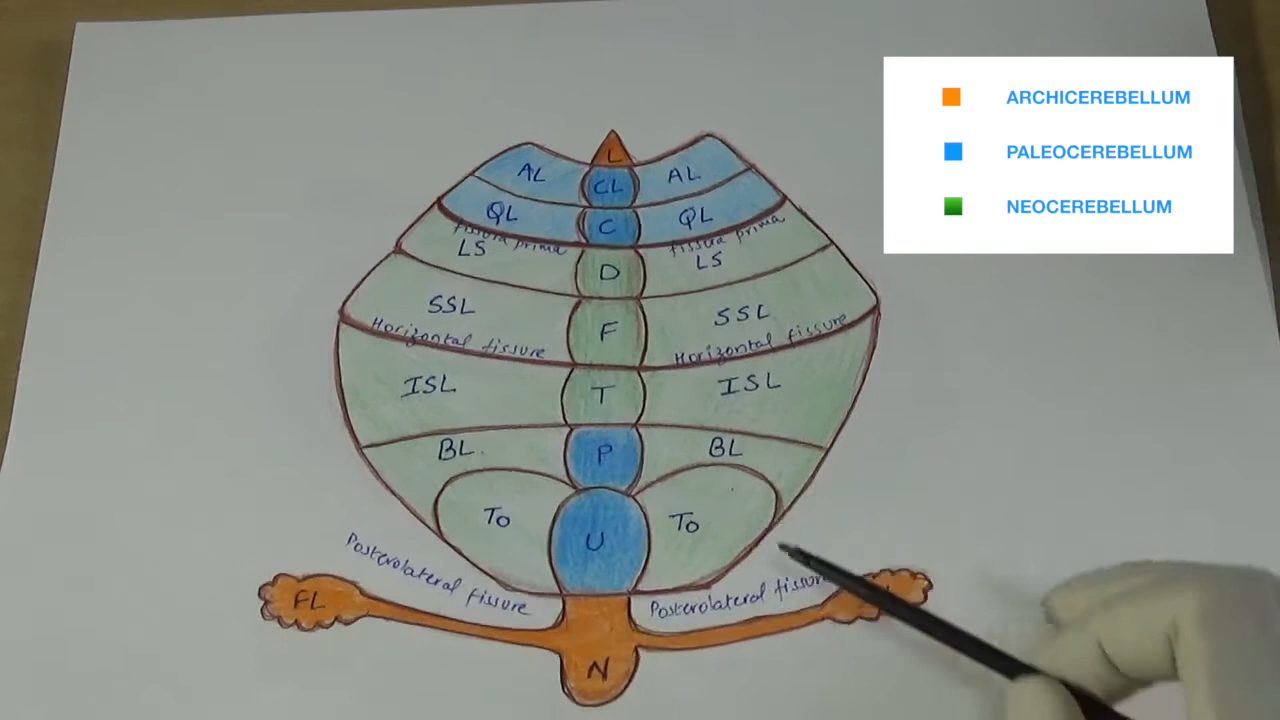 ARCHICEREBELLUM
PALEOCEREBELLUM
NEOCEREBELLUM
L
AL CL AL
QL C QL
fissura prima fissura prima
LS D LS
SSL F SSL
Horizontal fissure Horizontal fissure
ISL T ISL
BL P BL
To U To
Posterolateral fissure Posterolateral fissure
FL
N